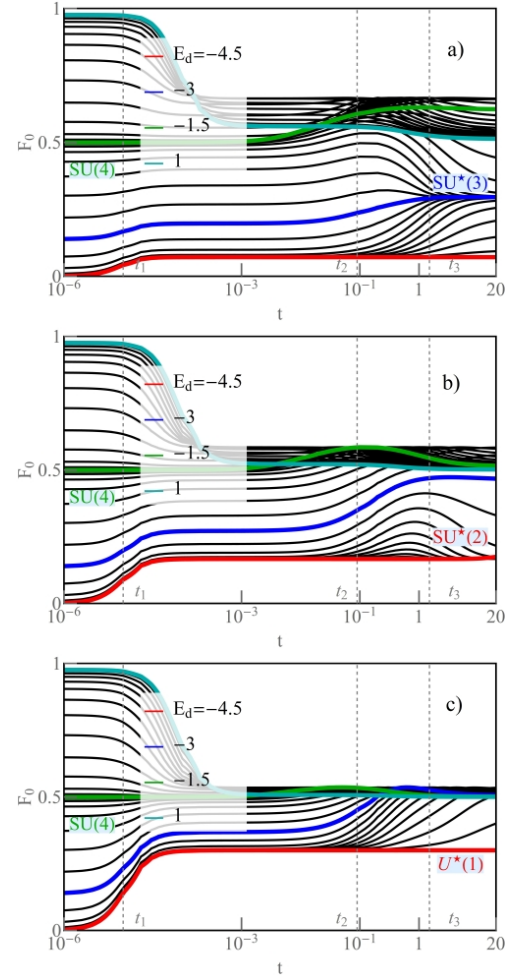 1
a)
E_d=−4.5
−3
F_0
0.5
−1.5
SU(4)
1
SU*(3)
0
t_1
t_2
t_3
10^−6
10^−3
10^−1
1
20
t
1
b)
E_d=−4.5
−3
F_0
0.5
−1.5
SU(4)
1
SU*(2)
0
t_1
t_2
t_3
10^−6
10^−3
10^−1
1
20
t
1
c)
E_d=−4.5
−3
F_0
0.5
−1.5
SU(4)
1
U*(1)
0
t_1
t_2
t_3
10^−6
10^−3
10^−1
1
20
t